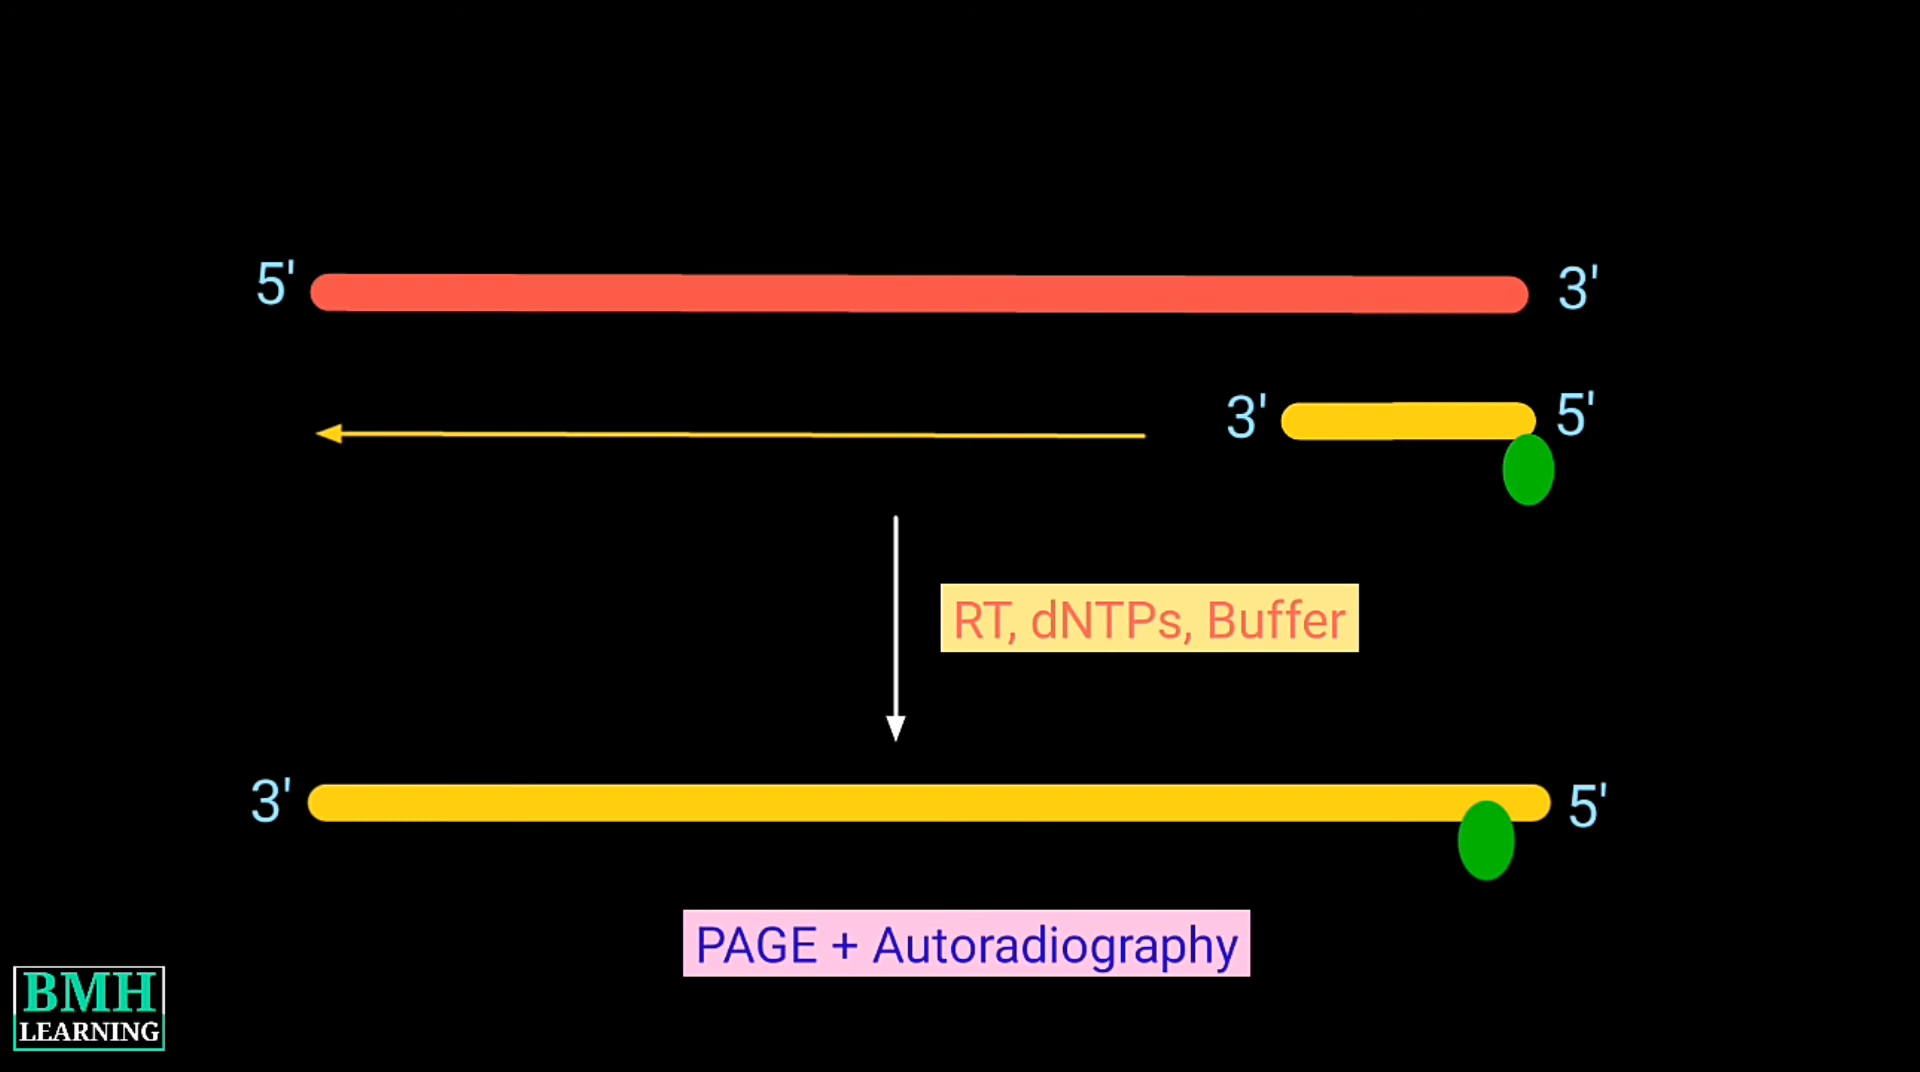 5'
3'
3'
5'
RT, dNTPs, Buffer
3'
5'
PAGE + Autoradiography
BMH
LEARNING